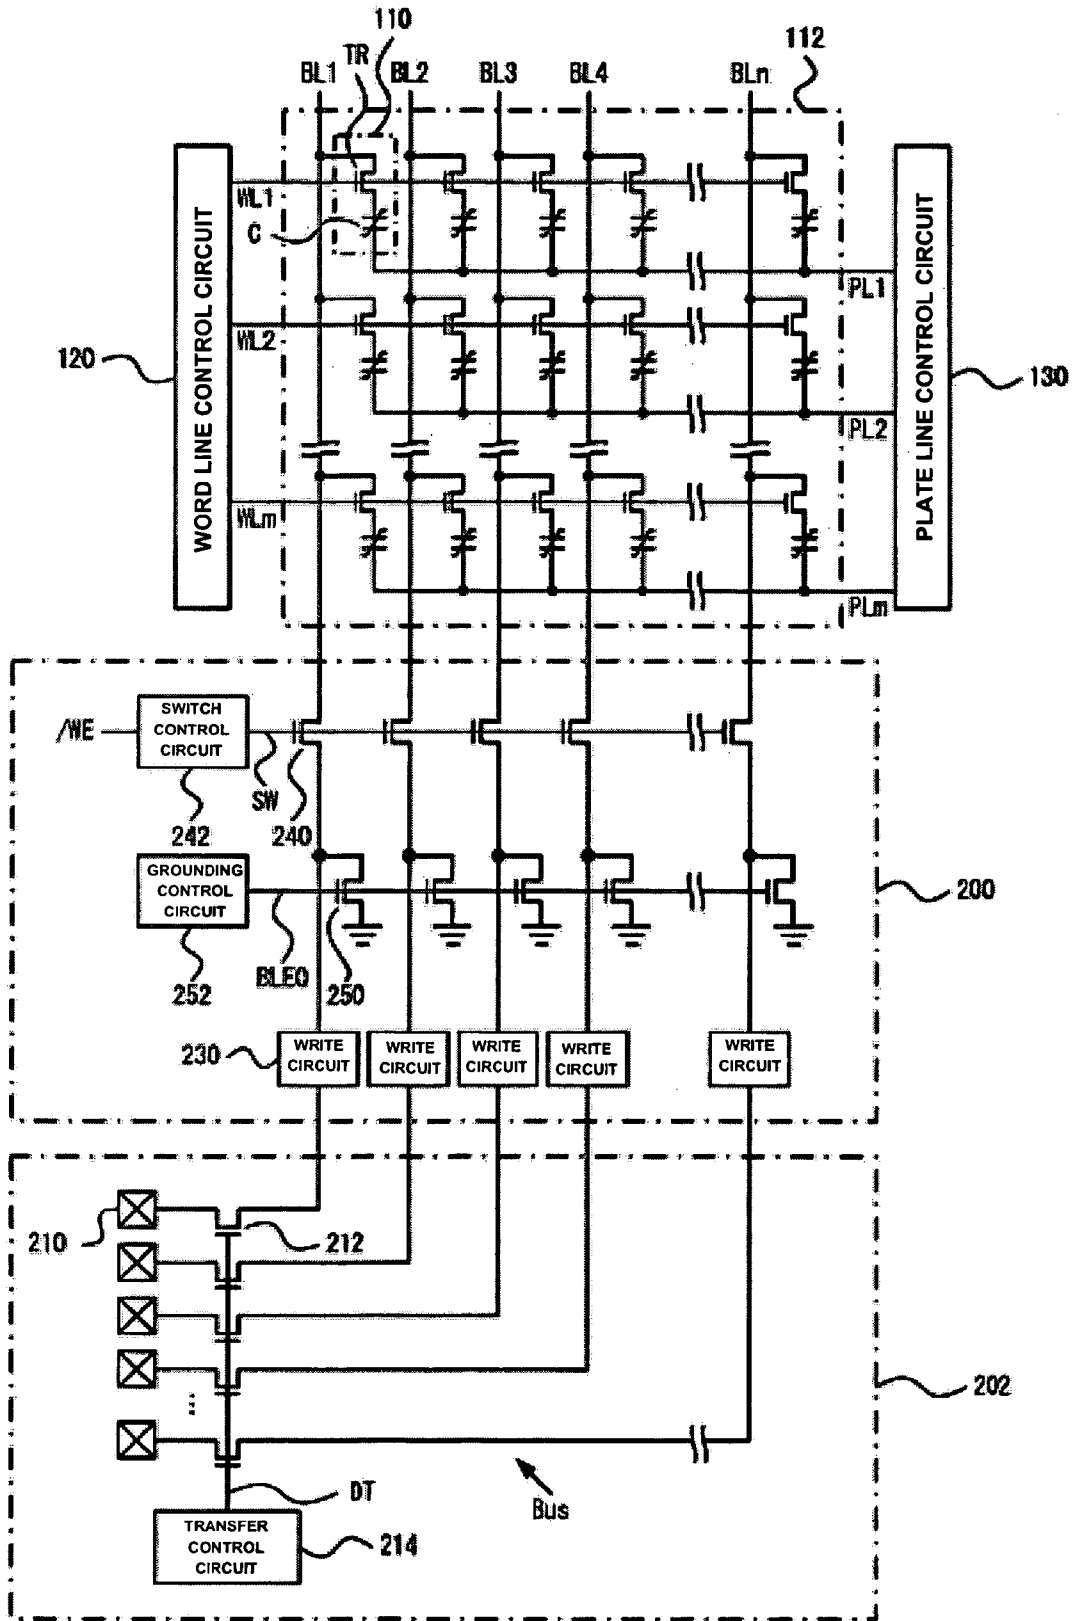 110
TR
112
BL1
BL2
BL3
BL4
BLn
WL1
C
PL1
WORD LINE CONTROL CIRCUIT
PLATE LINE CONTROL CIRCUIT
120
WL2
130
PL2
WLm
PLm
/WE
SWITCH
CONTROL
CIRCUIT
SW
242
240
GROUNDING
CONTROL
CIRCUIT
200
252
BLEQ
250
230
WRITE
CIRCUIT
WRITE
CIRCUIT
WRITE
CIRCUIT
WRITE
CIRCUIT
WRITE
CIRCUIT
210
212
202
...
DT
Bus
TRANSFER
CONTROL
CIRCUIT
214